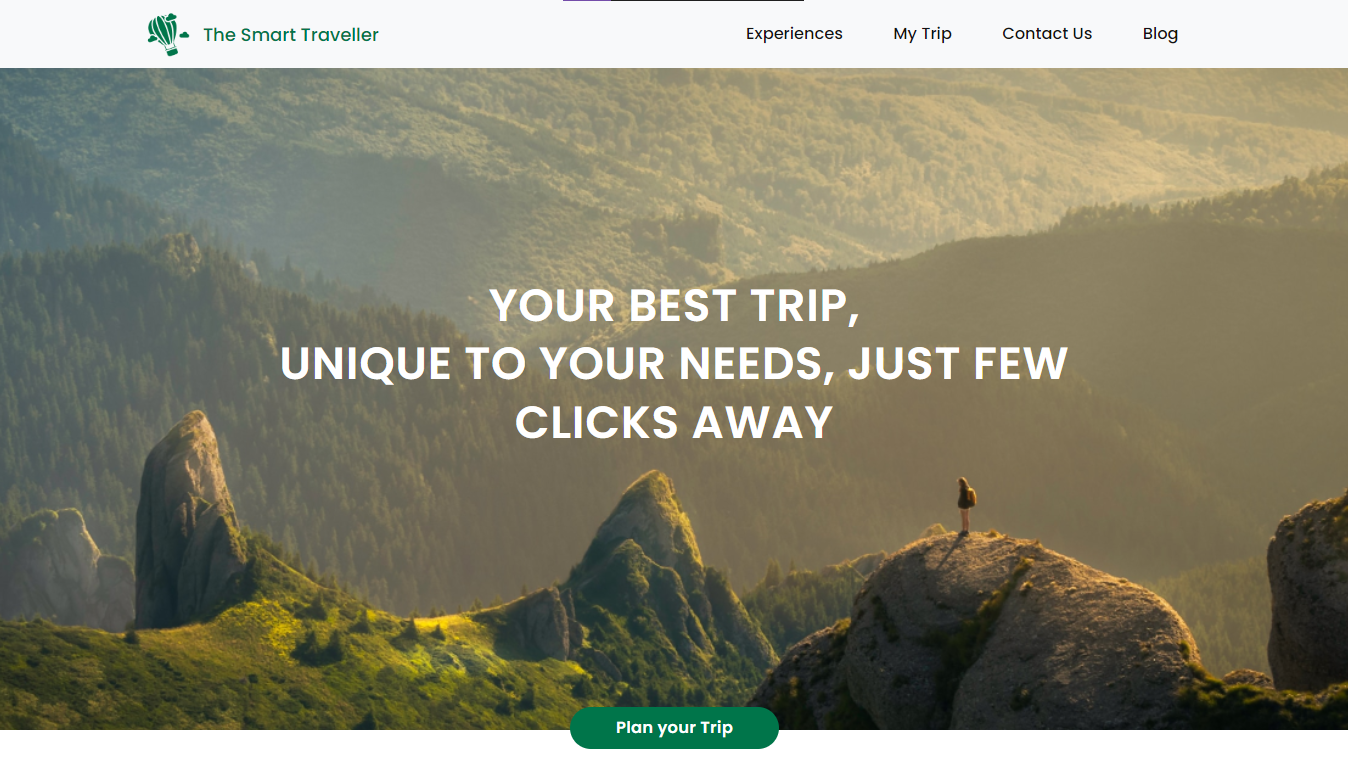 The Smart Traveller
Experiences My Trip Contact Us Blog
YOUR BEST TRIP,
UNIQUE TO YOUR NEEDS, JUST FEW
CLICKS AWAY
Plan your Trip